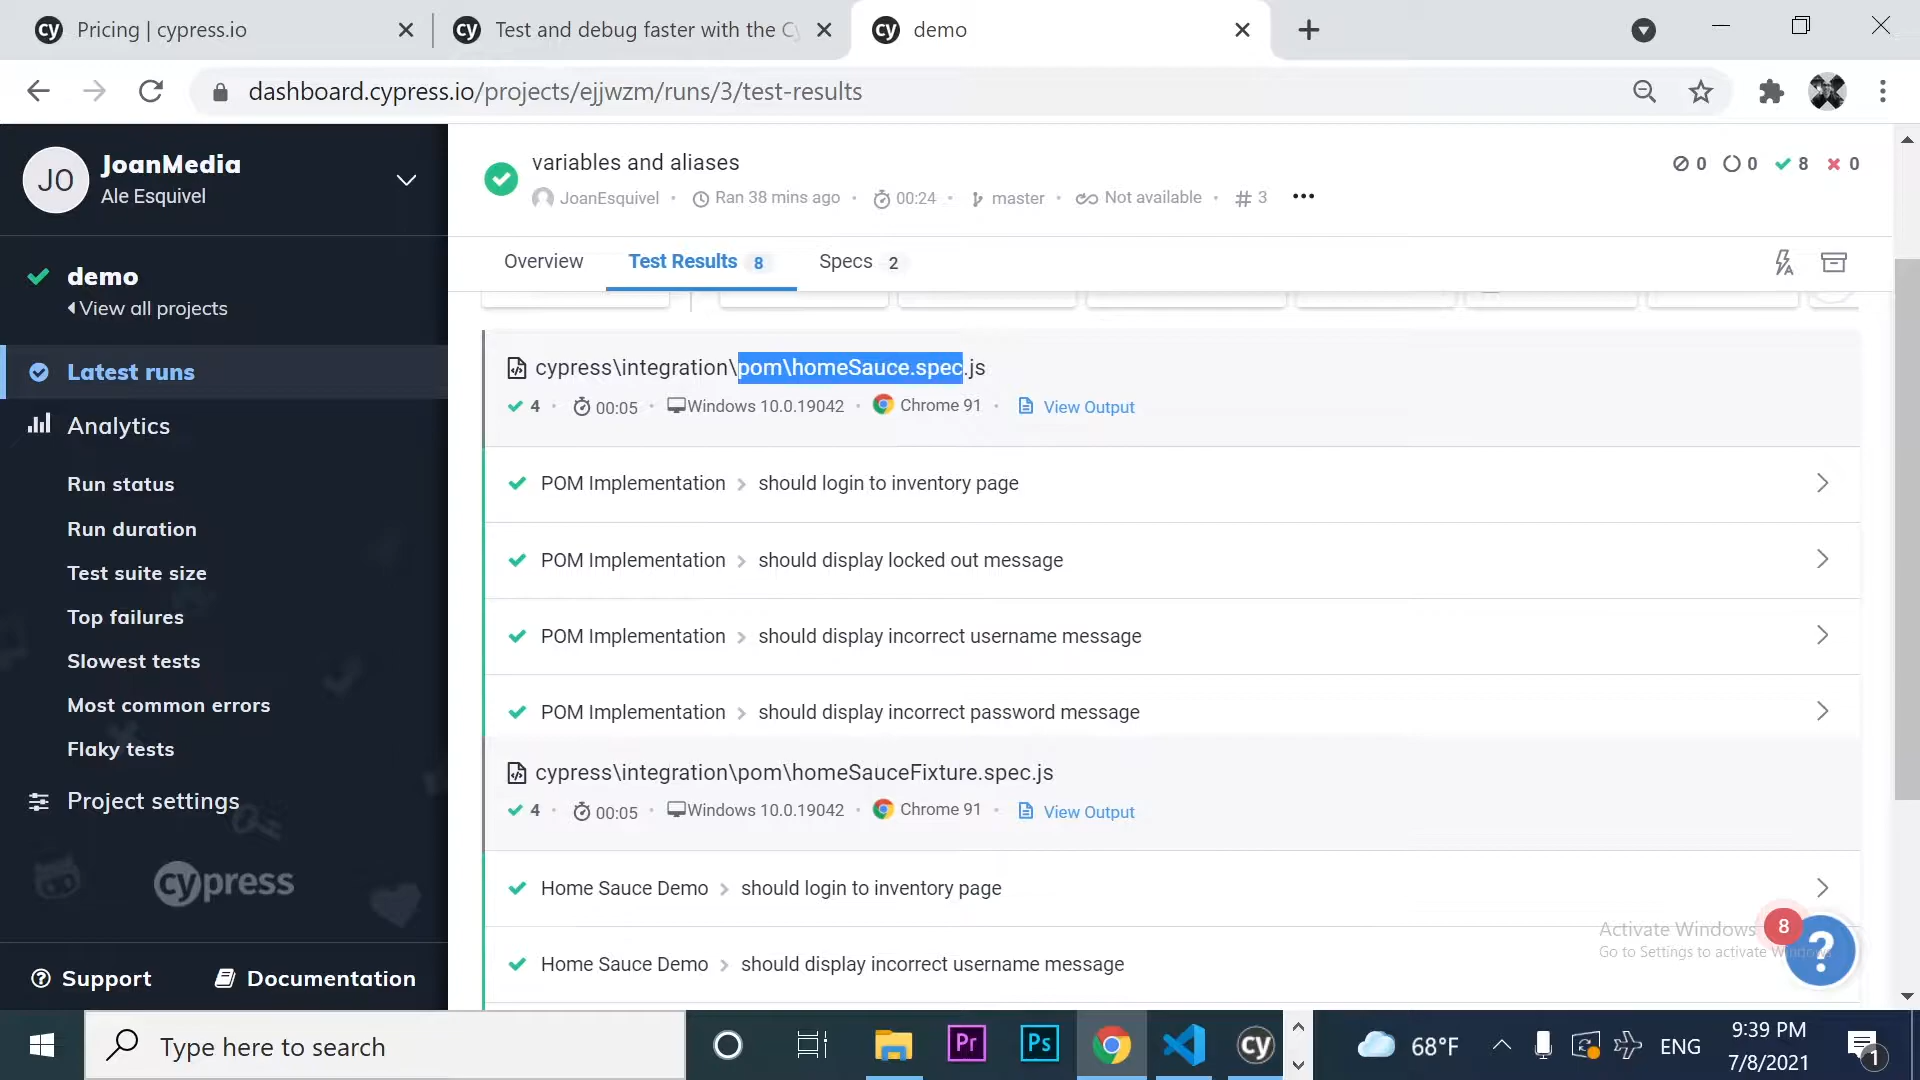 Pricing | cypress.io
Test and debug faster with the C
demo
dashboard.cypress.io/projects/ejjwzm/runs/3/test-results
JO
JoanMedia
Ale Esquivel
demo
View all projects
Latest runs
Analytics
Run status
Run duration
Test suite size
Top failures
Slowest tests
Most common errors
Flaky tests
Project settings
cypress
Support
Documentation
variables and aliases
0 0 8 0
JoanEsquivel Ran 38 mins ago 00:24 master Not available # 3
Overview Test Results 8 Specs 2
cypress\integration\pom\homeSauce.spec.js
4 00:05 Windows 10.0.19042 Chrome 91 View Output
POM Implementation > should login to inventory page
POM Implementation > should display locked out message
POM Implementation > should display incorrect username message
POM Implementation > should display incorrect password message
cypress\integration\pom\homeSauceFixture.spec.js
4 00:05 Windows 10.0.19042 Chrome 91 View Output
Home Sauce Demo > should login to inventory page
Home Sauce Demo > should display incorrect username message
Activate Windows
Go to Settings to activate Windows.
8
?
Type here to search
Pr
Ps
cy
68°F
ENG
9:39 PM
7/8/2021
1